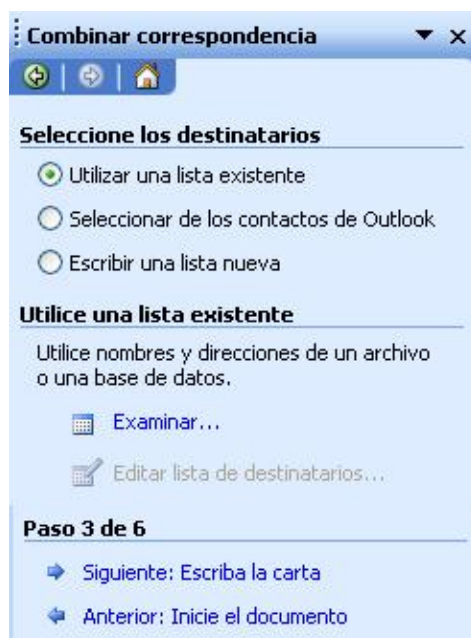 Combinar correspondencia
Seleccione los destinatarios
Utilizar una lista existente
Seleccionar de los contactos de Outlook
Escribir una lista nueva
Utilice una lista existente
Utilice nombres y direcciones de un archivo
o una base de datos.
Examinar...
Editar lista de destinatarios...
Paso 3 de 6
Siguiente: Escriba la carta
Anterior: Inicie el documento